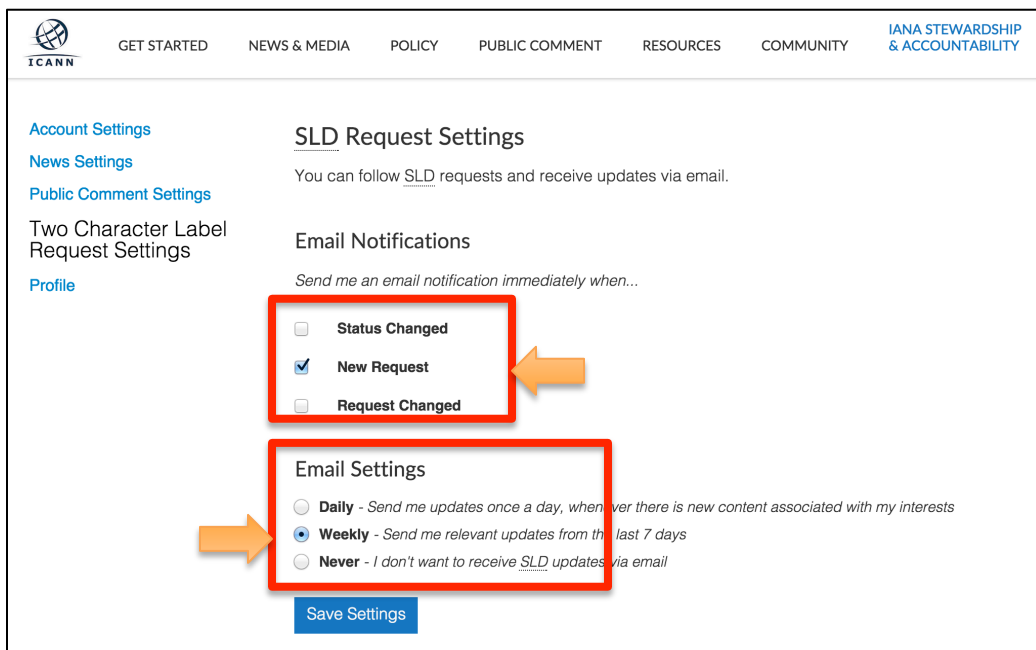 ICANN
GET STARTED
NEWS & MEDIA
POLICY
PUBLIC COMMENT
RESOURCES
COMMUNITY
IANA STEWARDSHIP
& ACCOUNTABILITY
Account Settings
News Settings
Public Comment Settings
Two Character Label
Request Settings
Profile
SLD Request Settings
You can follow SLD requests and receive updates via email.
Email Notifications
Send me an email notification immediately when...
Status Changed
New Request
Request Changed
Email Settings
Daily - Send me updates once a day, whenever there is new content associated with my interests
Weekly - Send me relevant updates from the last 7 days
Never - I don't want to receive SLD updates via email
Save Settings